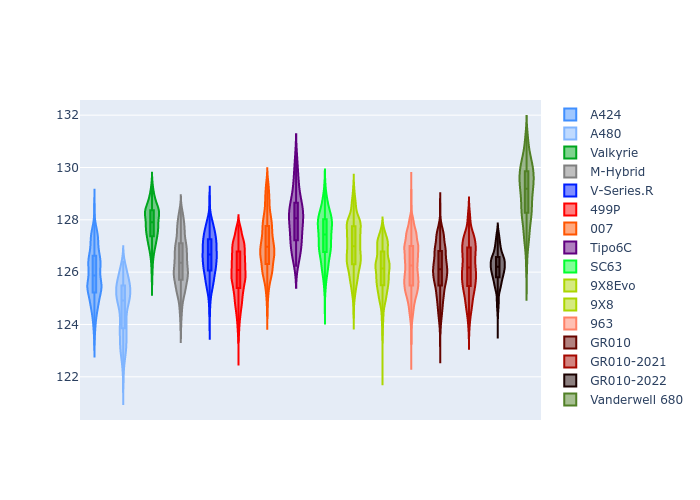 132
130
128
126
124
122
A424
A480
Valkyrie
M-Hybrid
V-Series.R
499P
007
Tipo6C
SC63
9X8Evo
9X8
963
GR010
GR010-2021
GR010-2022
Vanderwell 680